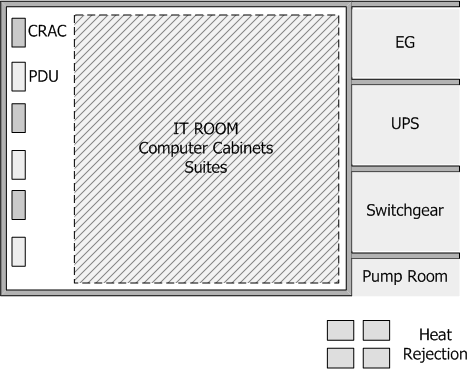 CRAC
PDU
IT ROOM
Computer Cabinets
Suites
EG
UPS
Switchgear
Pump Room
Heat
Rejection